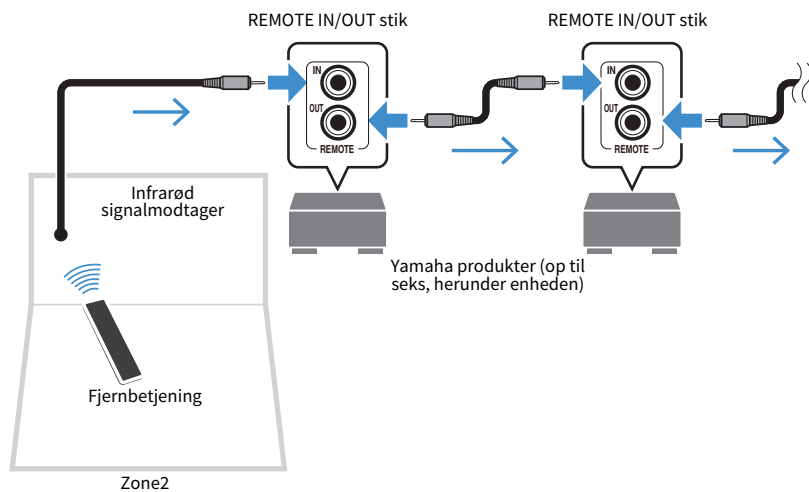 REMOTE IN/OUT stik
REMOTE IN/OUT stik
IN
OUT
REMOTE
IN
OUT
REMOTE
Infrarød
signalmodtager
Yamaha produkter (op til
seks, herunder enheden)
Fjernbetjening
Zone2